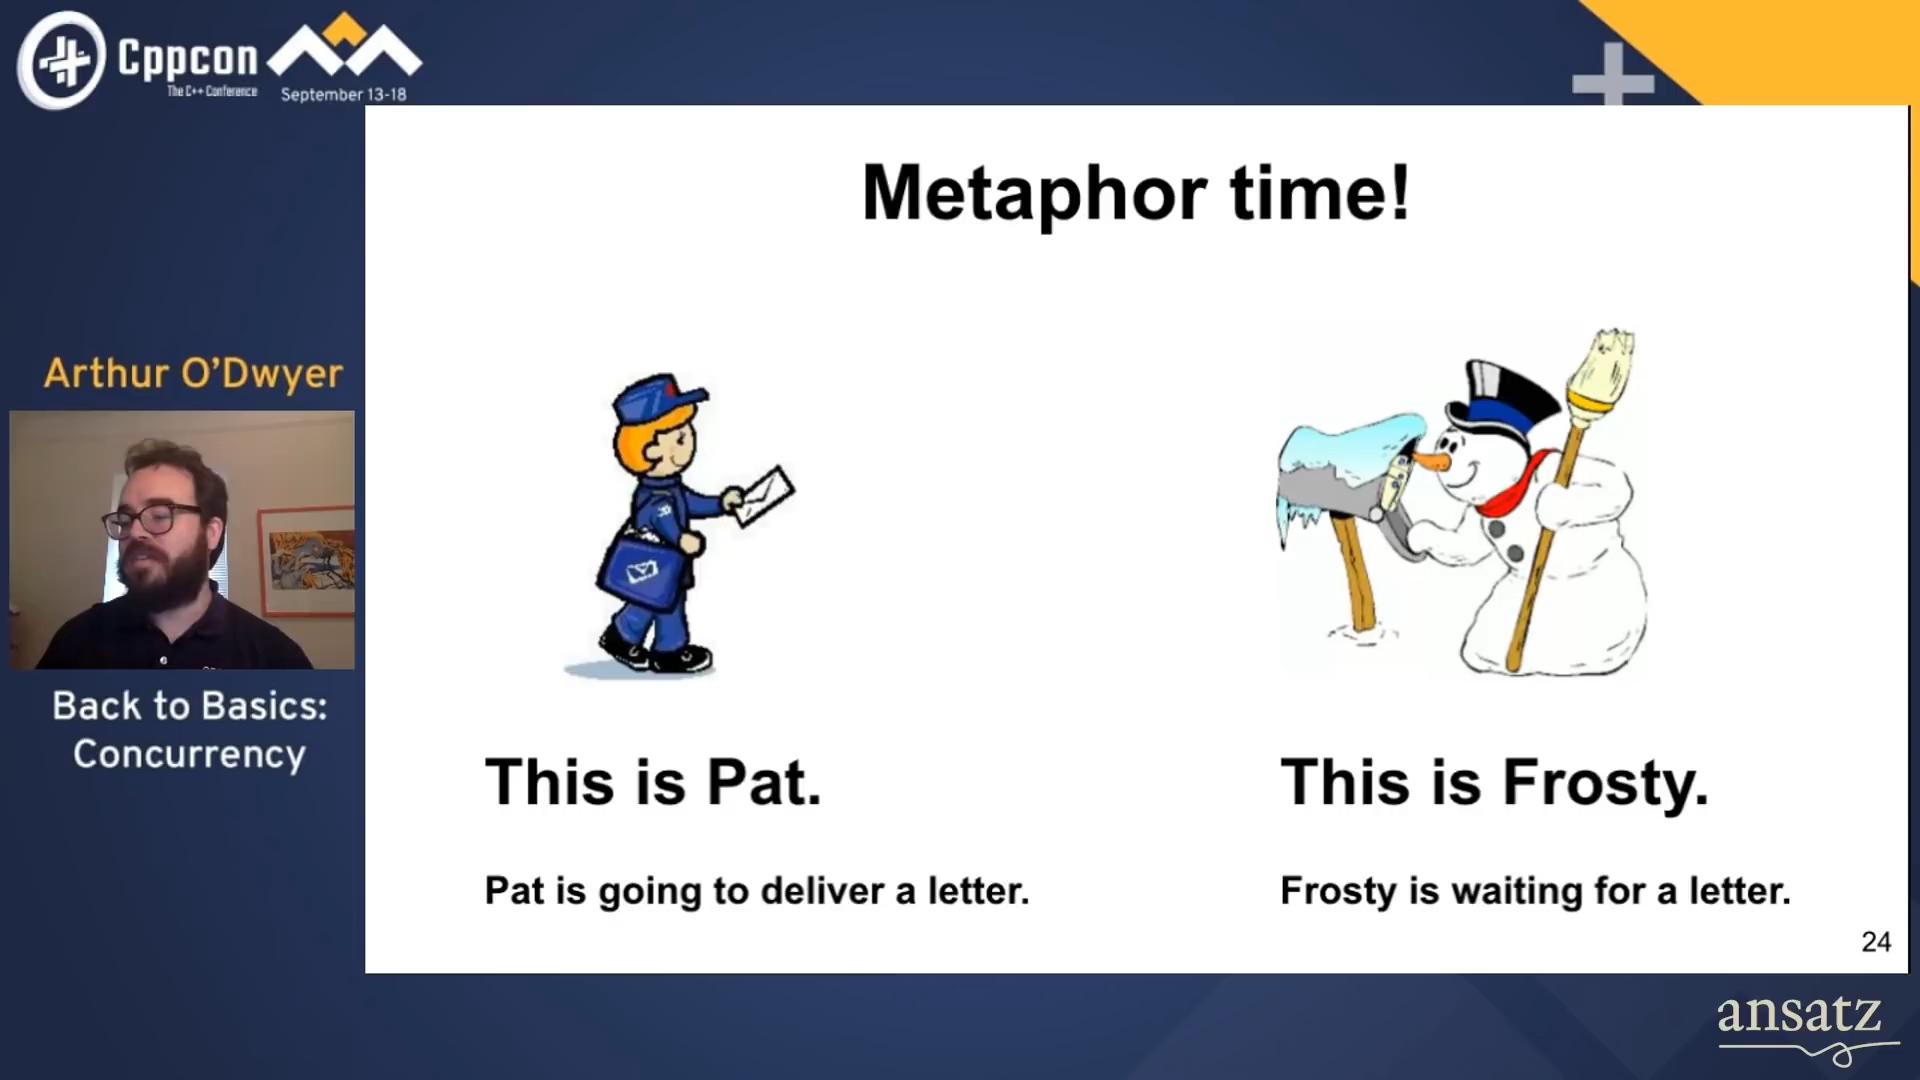 Cppcon
The C++ Conference
September 13-18
Metaphor time!
Arthur O'Dwyer
Back to Basics:
Concurrency
This is Pat.
Pat is going to deliver a letter.
This is Frosty.
Frosty is waiting for a letter.
24
ansatz